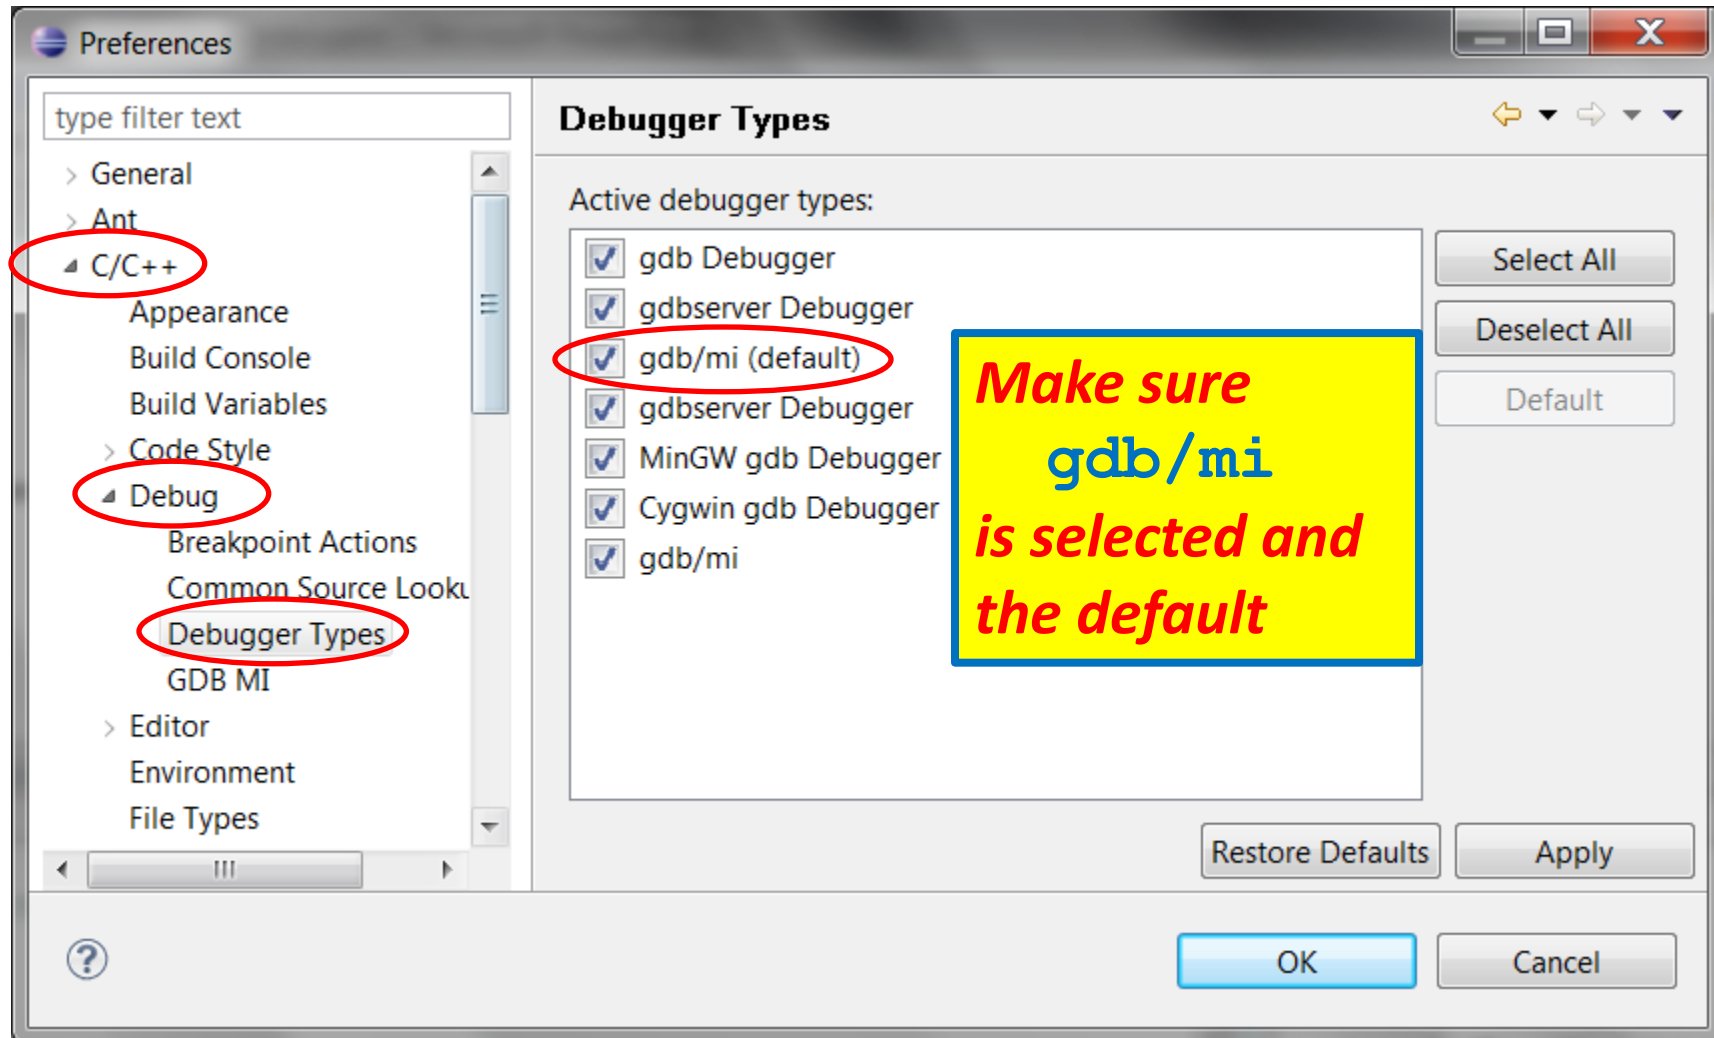 Preferences
type filter text
General
Ant
C/C++
Appearance
Build Console
Build Variables
Code Style
Debug
Breakpoint Actions
Common Source Looku
Debugger Types
GDB MI
Editor
Environment
File Types
Debugger Types
Active debugger types:
gdb Debugger
gdbserver Debugger
gdb/mi (default)
gdbserver Debugger
MinGW gdb Debugger
Cygwin gdb Debugger
gdb/mi
Make sure
gdb/mi
is selected and
the default
Select All
Deselect All
Default
Restore Defaults
Apply
OK
Cancel